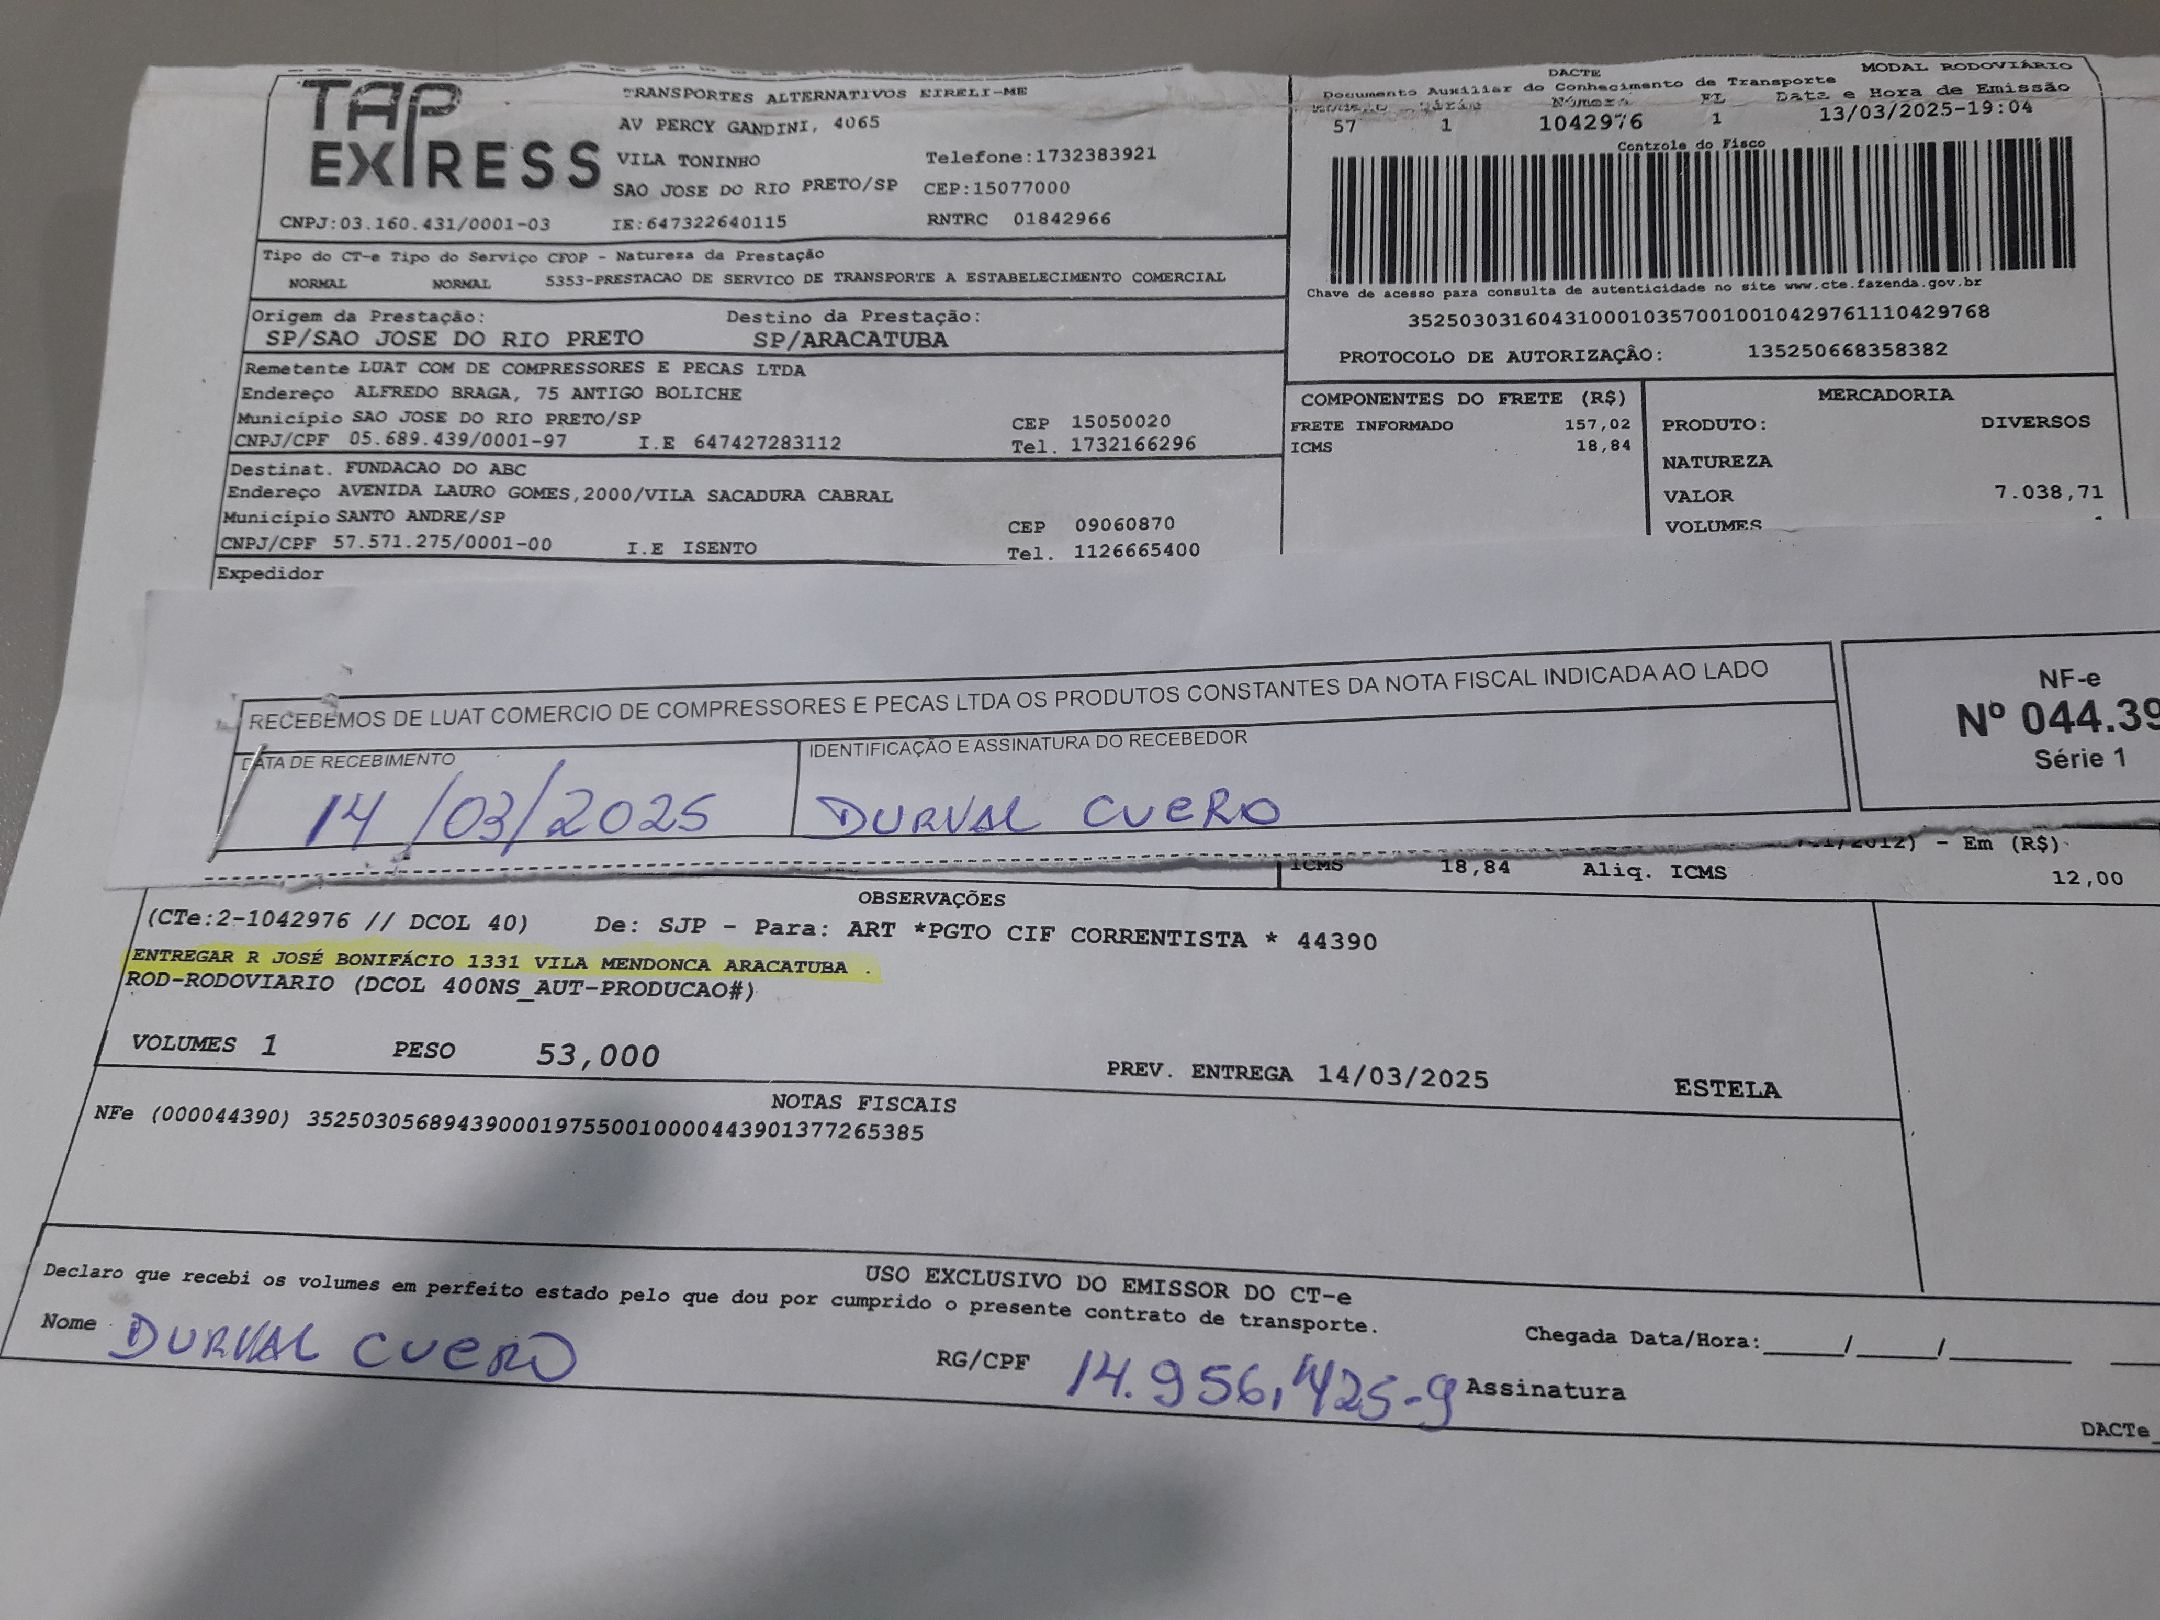 TAP EXPRESS
TRANSPORTES ALTERNATIVOS EIRELI-ME
AV PERCY GANDINI, 4065
VILA TONINHO Telefone:1732383921
SAO JOSE DO RIO PRETO/SP CEP:15077000
CNPJ:03.160.431/0001-03 IE:647322640115 RNTRC 01842966
Tipo do CT-e Tipo do Serviço CFOP - Natureza da Prestação
NORMAL NORMAL 5353-PRESTACAO DE SERVICO DE TRANSPORTE A ESTABELECIMENTO COMERCIAL
Origem da Prestação: Destino da Prestação:
SP/SAO JOSE DO RIO PRETO SP/ARACATUBA
Remetente LUAT COM DE COMPRESSORES E PECAS LTDA
Endereço ALFREDO BRAGA, 75 ANTIGO BOLICHE
Município SAO JOSE DO RIO PRETO/SP CEP 15050020
CNPJ/CPF 05.689.439/0001-97 I.E 647427283112 Tel. 1732166296
Destinat. FUNDACAO DO ABC
Endereço AVENIDA LAURO GOMES,2000/VILA SACADURA CABRAL
Município SANTO ANDRE/SP CEP 09060870
CNPJ/CPF 57.571.275/0001-00 I.E ISENTO Tel. 1126665400
Expedidor
DACTE MODAL RODOVIÁRIO
Documento Auxiliar do Conhecimento de Transporte
Número FL Data e Hora de Emissão
57 1 1042976 1 13/03/2025-19:04
Controle do Fisco
Chave de acesso para consulta de autenticidade no site www.cte.fazenda.gov.br
35250303160431000103570010010429761110429768
PROTOCOLO DE AUTORIZAÇÂO: 135250668358382
COMPONENTES DO FRETE (R$)
FRETE INFORMADO 157,02
ICMS 18,84
MERCADORIA
PRODUTO: DIVERSOS
NATUREZA
VALOR 7.038,71
VOLUMES
RECEBEMOS DE LUAT COMERCIO DE COMPRESSORES E PECAS LTDA OS PRODUTOS CONSTANTES DA NOTA FISCAL INDICADA AO LADO
DATA DE RECEBIMENTO IDENTIFICAÇÃO E ASSINATURA DO RECEBEDOR
14/03/2025 DURVAL CUERO
NF-e
Nº 044.39
Série 1
/2012) - Em (R$)
ICMS 18,84 Aliq. ICMS 12,00
OBSERVAÇÕES
(CTe:2-1042976 // DCOL 40) De: SJP - Para: ART *PGTO CIF CORRENTISTA * 44390
ENTREGAR R JOSÉ BONIFÁCIO 1331 VILA MENDONCA ARACATUBA .
ROD-RODOVIARIO (DCOL 400NS_AUT-PRODUCAO#)
VOLUMES 1 PESO 53,000 PREV. ENTREGA 14/03/2025 ESTELA
NOTAS FISCAIS
NFe (000044390) 35250305689439000197550010000443901377265385
USO EXCLUSIVO DO EMISSOR DO CT-e
Declaro que recebi os volumes em perfeito estado pelo que dou por cumprido o presente contrato de transporte.
Nome DURVAL CUERO RG/CPF 14.956.425-9 Assinatura
Chegada Data/Hora:_____/_____/_____
DACTe_